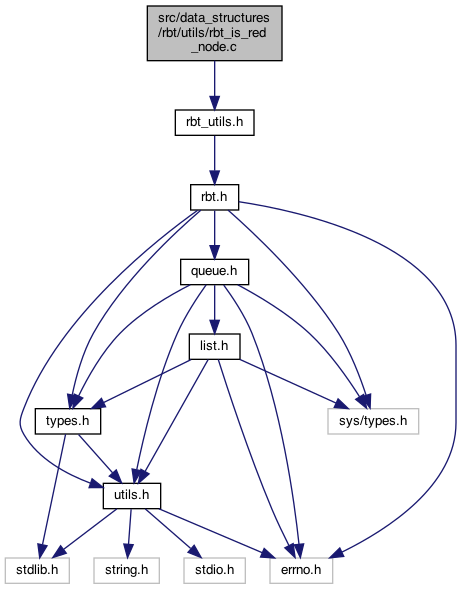 src/data_structures
/rbt/utils/rbt_is_red
_node.c
rbt_utils.h
rbt.h
queue.h
list.h
types.h
sys/types.h
utils.h
stdlib.h
string.h
stdio.h
errno.h